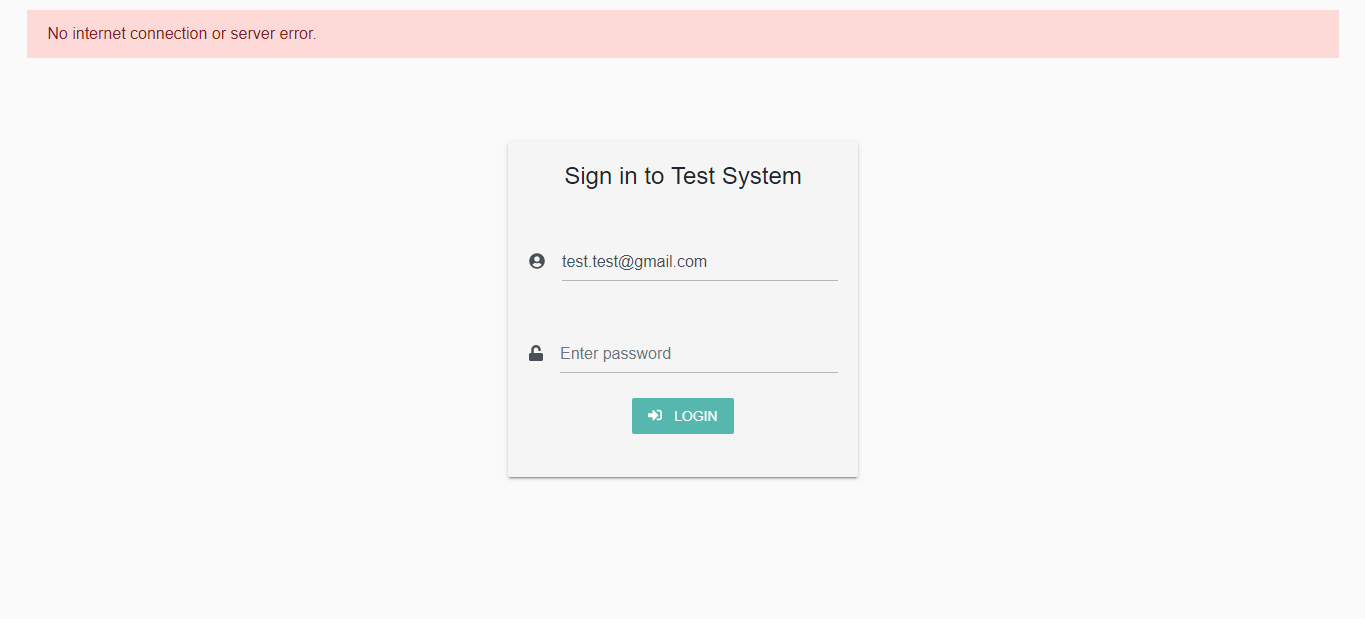 No internet connection or server error.
Sign in to Test System
test.test@gmail.com
Enter password
LOGIN